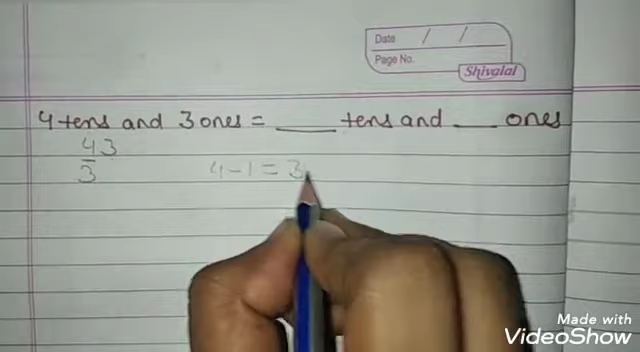 Date / /
Page No.
Shivalal
4 tens and 3 ones = ____ tens and ___ ones
43
3
4-1=3
Made with
VideoShow